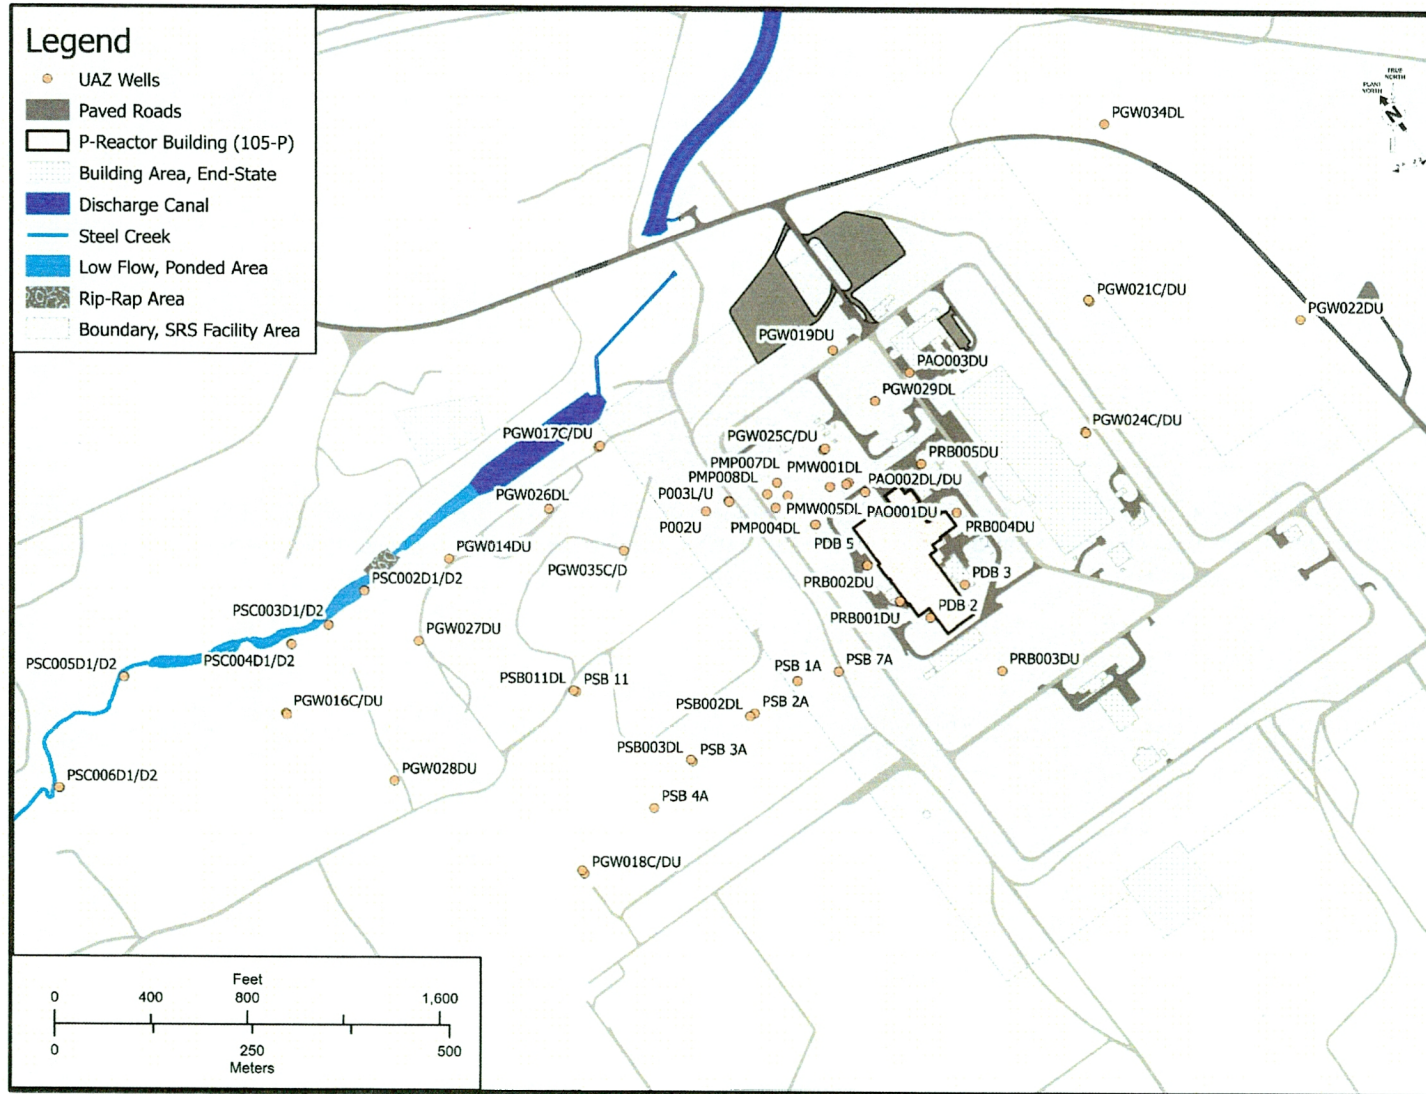 Legend
UAZ Wells
Paved Roads
P-Reactor Building (105-P)
Building Area, End-State
Discharge Canal
Steel Creek
Low Flow, Ponded Area
Rip-Rap Area
Boundary, SRS Facility Area
TRUE
NORTH
PLANT
NORTH
N
PGW034DL
PGW021C/DU
PGW022DU
PGW019DU
PAO003DU
PGW029DL
PGW024C/DU
PGW017C/DU
PGW025C/DU
PRB005DU
PMP007DL
PMW001DL
PMP008DL
PAO002DL/DU
PGW026DL
P003L/U
PMW005DL
PAO001DU
P002U
PMP004DL
PRB004DU
PDB 5
PGW014DU
PGW035C/D
PSC002D1/D2
PRB002DU
PDB 3
PSC003D1/D2
PDB 2
PRB001DU
PGW027DU
PSC005D1/D2
PSC004D1/D2
PSB 1A
PSB 7A
PRB003DU
PSB011DL
PSB 11
PGW016C/DU
PSB002DL
PSB 2A
PSB003DL
PSB 3A
PSC006D1/D2
PGW028DU
PSB 4A
PGW018C/DU
Feet
0 400 800 1,600
0 250 500
Meters